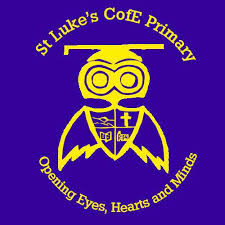 St Luke's CofE Primary
Opening Eyes, Hearts and Minds